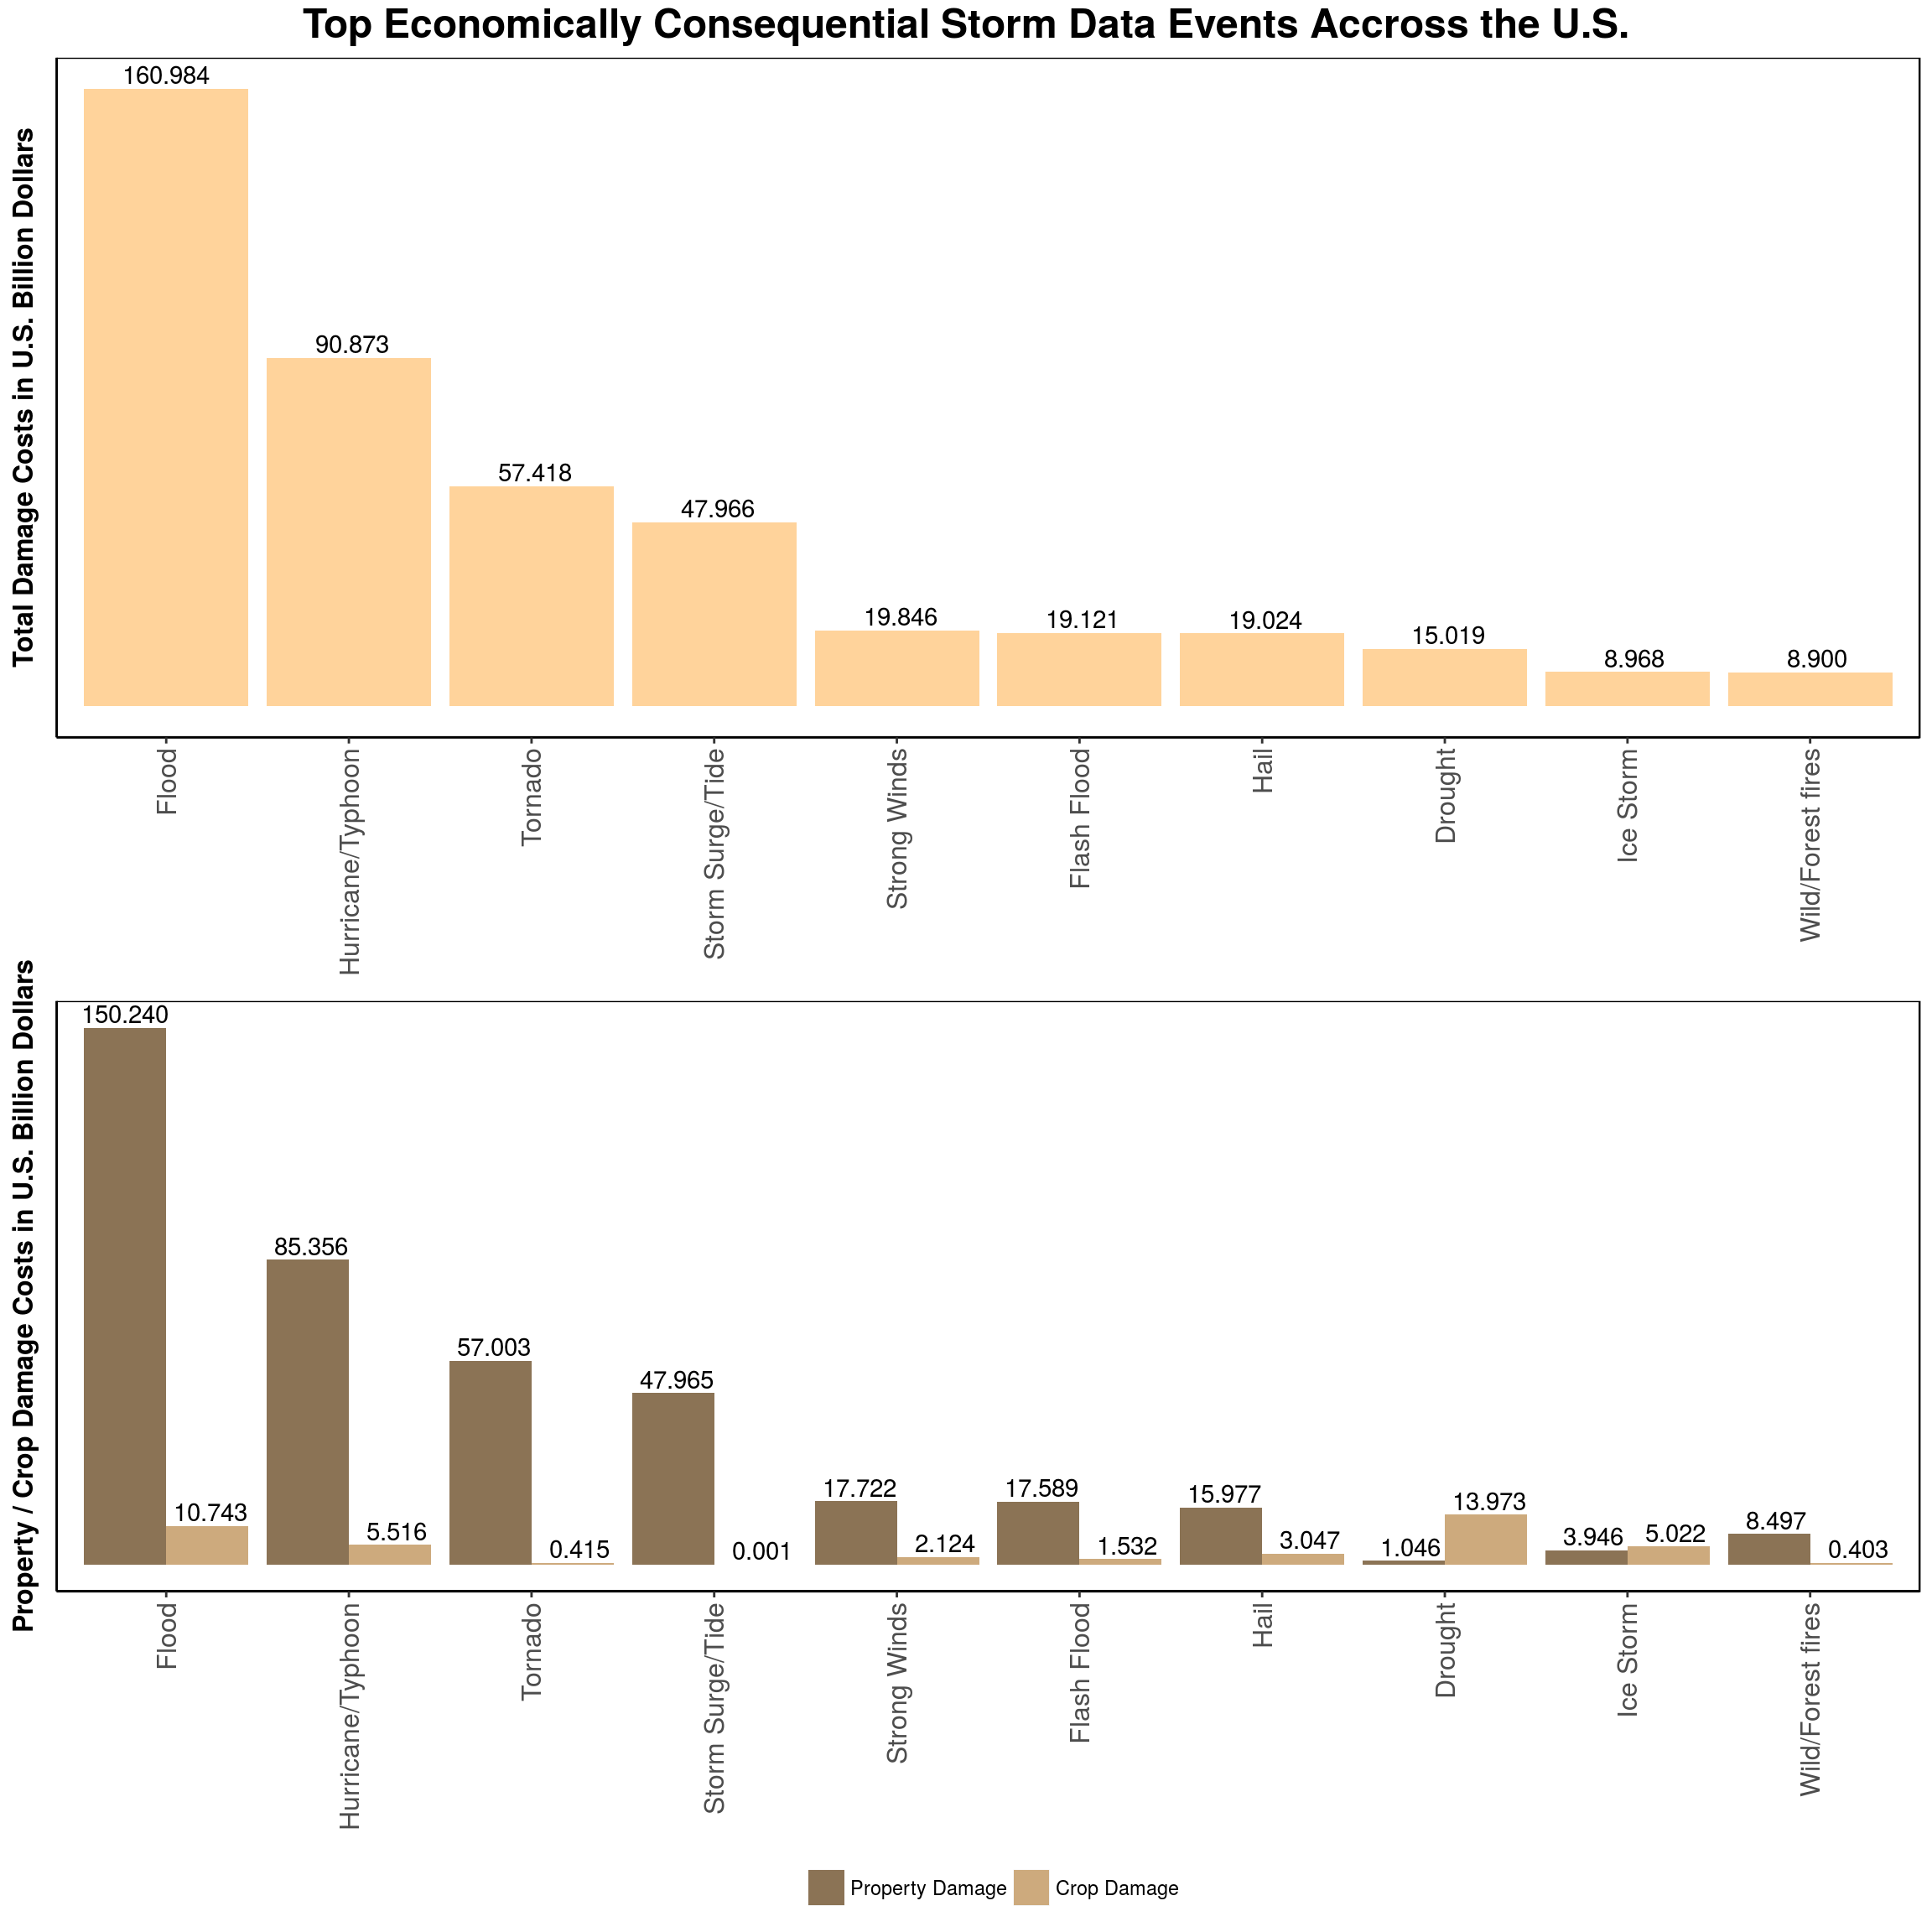 Top Economically Consequential Storm Data Events Accross the U.S.
Total Damage Costs in U.S. Billion Dollars
160.984
90.873
57.418
47.966
19.846
19.121
19.024
15.019
8.968
8.900
Flood
Hurricane/Typhoon
Tornado
Storm Surge/Tide
Strong Winds
Flash Flood
Hail
Drought
Ice Storm
Wild/Forest fires
Property / Crop Damage Costs in U.S. Billion Dollars
150.240
10.743
85.356
5.516
57.003
0.415
47.965
0.001
17.722
2.124
17.589
1.532
15.977
3.047
1.046
13.973
3.946
5.022
8.497
0.403
Flood
Hurricane/Typhoon
Tornado
Storm Surge/Tide
Strong Winds
Flash Flood
Hail
Drought
Ice Storm
Wild/Forest fires
Property Damage
Crop Damage